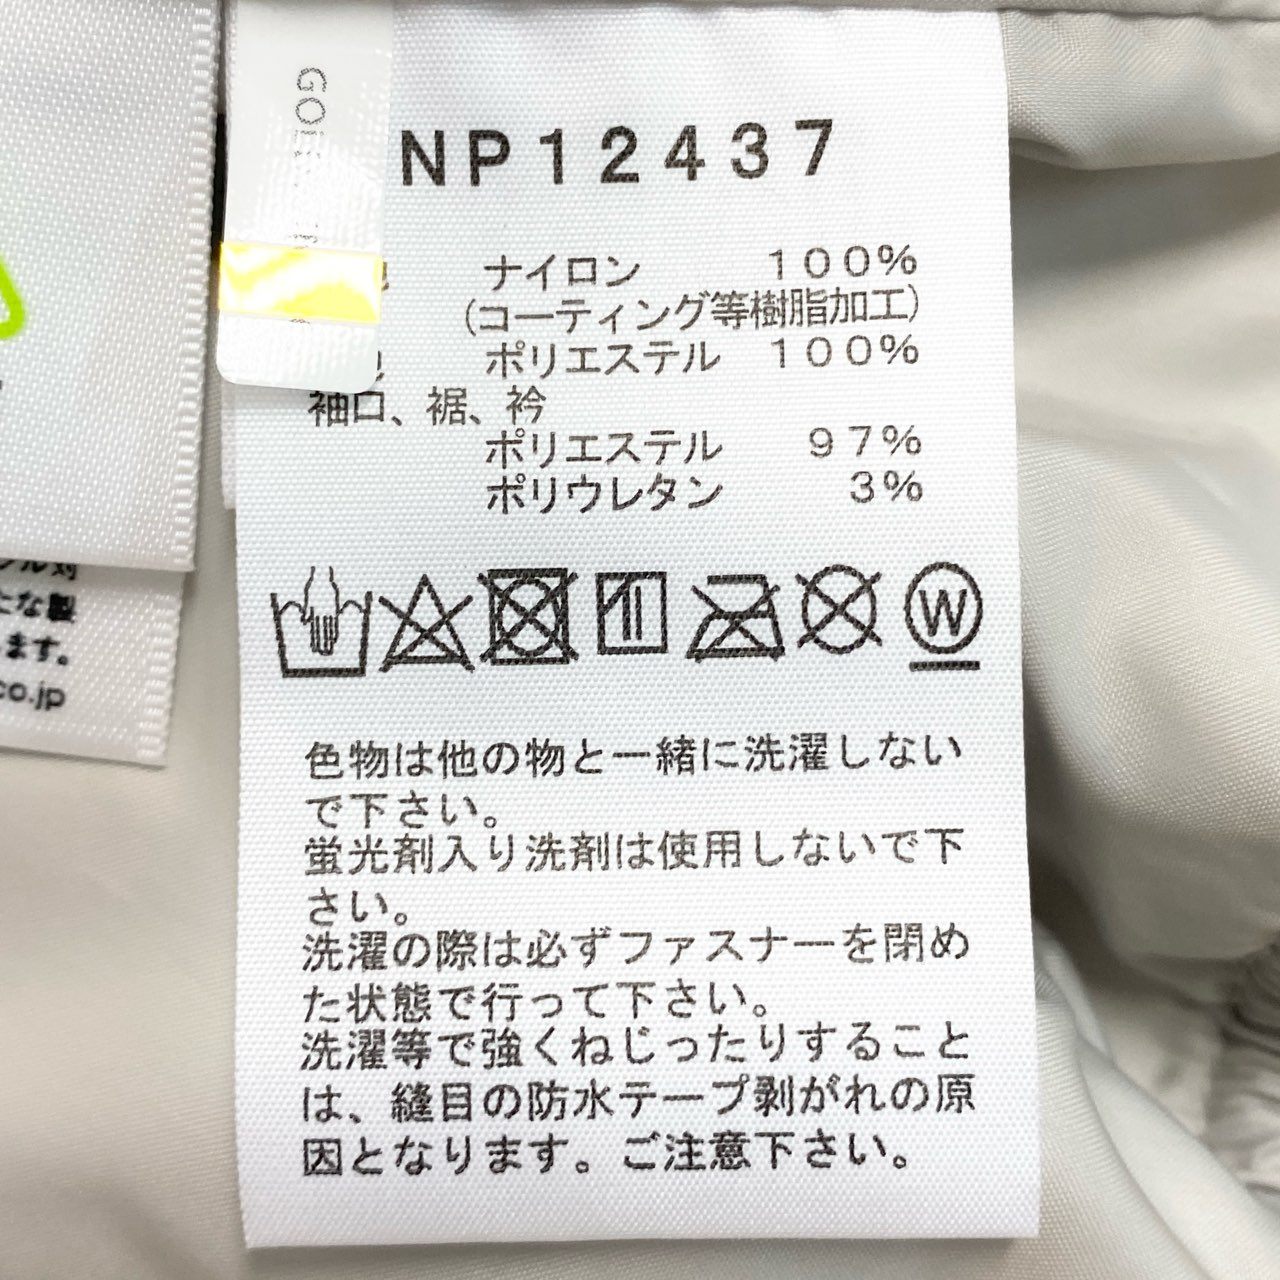 NP12437
ナイロン 100%
(コーティング等樹脂加工)
ポリエステル 100%
袖口、裾、衿
ポリエステル 97%
ポリウレタン 3%
W
色物は他の物と一緒に洗濯しない
で下さい。
蛍光剤入り洗剤は使用しないで下
さい。
洗濯の際は必ずファスナーを閉め
た状態で行って下さい。
洗濯等で強くねじったりすること
は、縫目の防水テープ剥がれの原
因となります。ご注意下さい。
たな製
ます。
co.jp